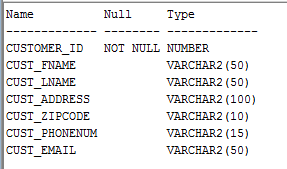 Name          Null     Type
------------- -------- -------------
CUSTOMER_ID   NOT NULL NUMBER
CUST_FNAME             VARCHAR2(50)
CUST_LNAME             VARCHAR2(50)
CUST_ADDRESS           VARCHAR2(100)
CUST_ZIPCODE           VARCHAR2(10)
CUST_PHONENUM          VARCHAR2(15)
CUST_EMAIL             VARCHAR2(50)